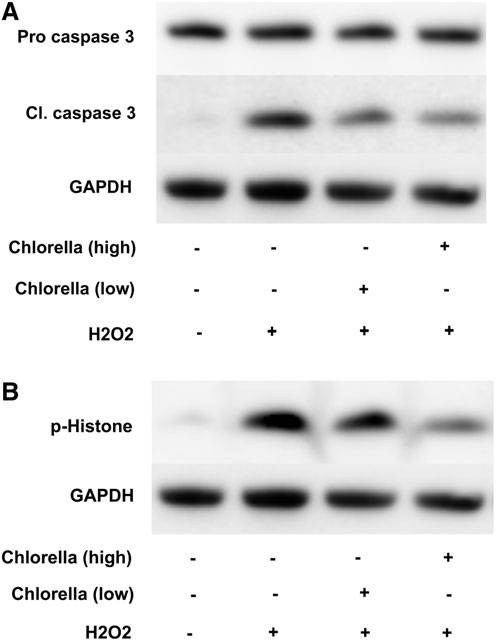 A
Pro caspase 3
Cl. caspase 3
GAPDH
Chlorella (high) - - - +
Chlorella (low) - - + -
H2O2 - + + +
B
p-Histone
GAPDH
Chlorella (high) - - - +
Chlorella (low) - - + -
H2O2 - + + +